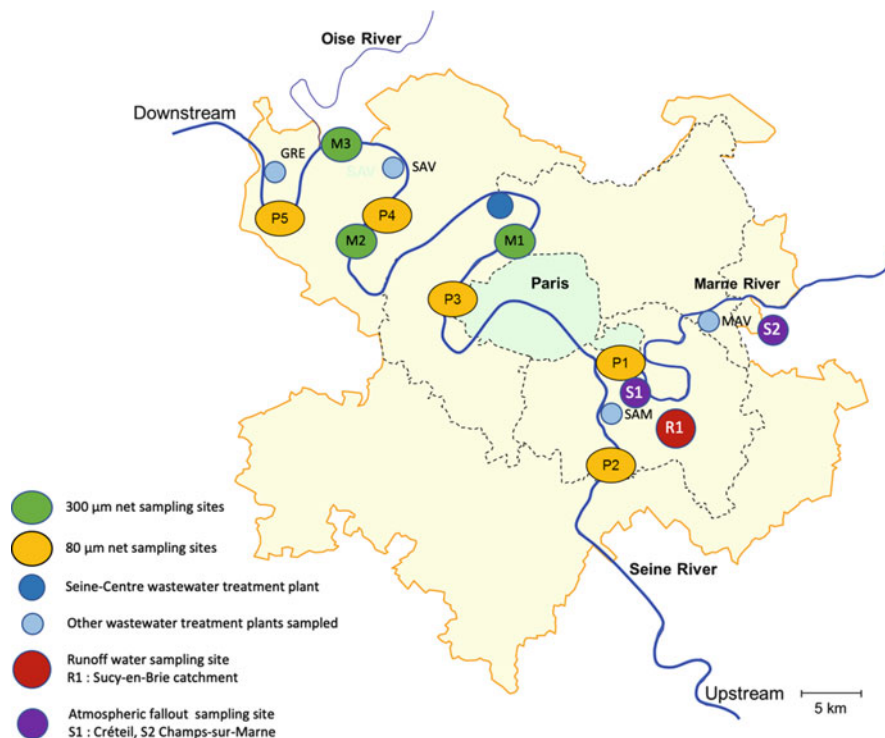 Oise River
Downstream
M3
GRE
SAV
SAV
P5
P4
M2
M1
Paris
Marne River
P3
MAV
S2
P1
S1
SAM
R1
P2
300 µm net sampling sites
80 µm net sampling sites
Seine River
Seine-Centre wastewater treatment plant
Other wastewater treatment plants sampled
Runoff water sampling site
R1 : Sucy-en-Brie catchment
Upstream
5 km
Atmospheric fallout sampling site
S1 : Créteil, S2 Champs-sur-Marne